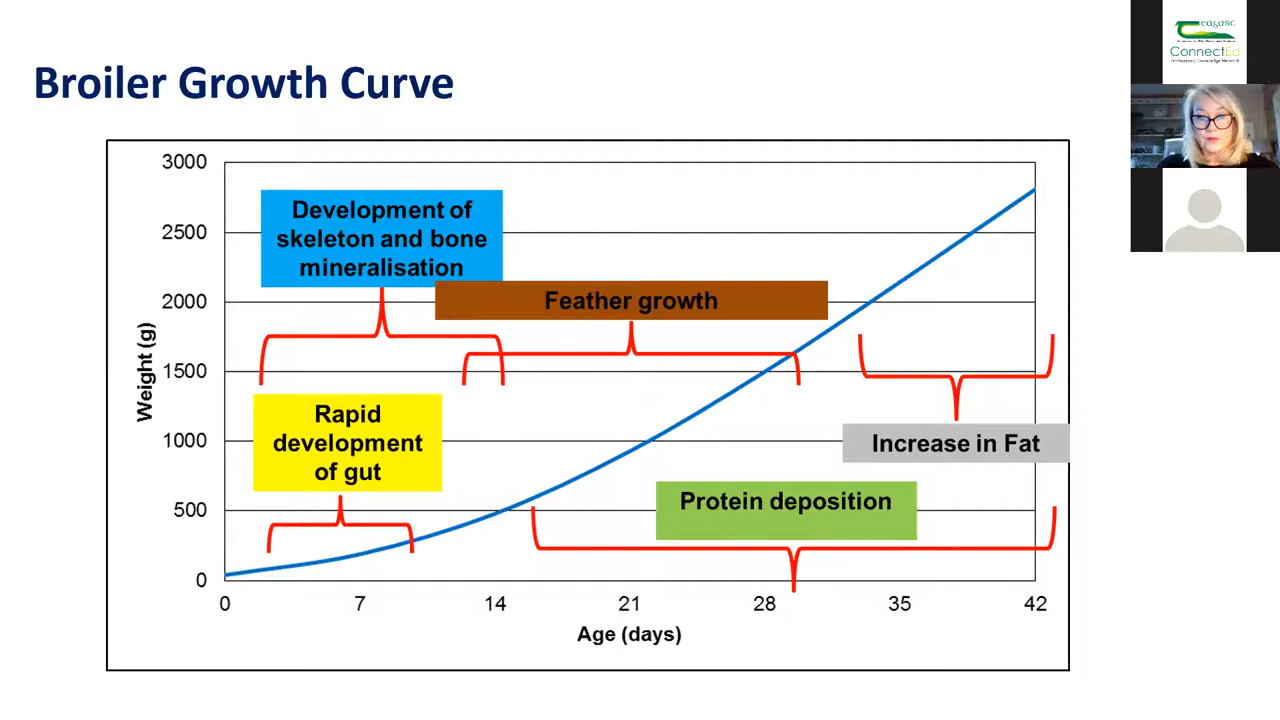 Broiler Growth Curve
3000
2500
2000
1500
1000
500
0
Weight (g)
Development of
skeleton and bone
mineralisation
Feather growth
Rapid
development
of gut
Increase in Fat
Protein deposition
0 7 14 21 28 35 42
Age (days)
eagasc
ConnectEd